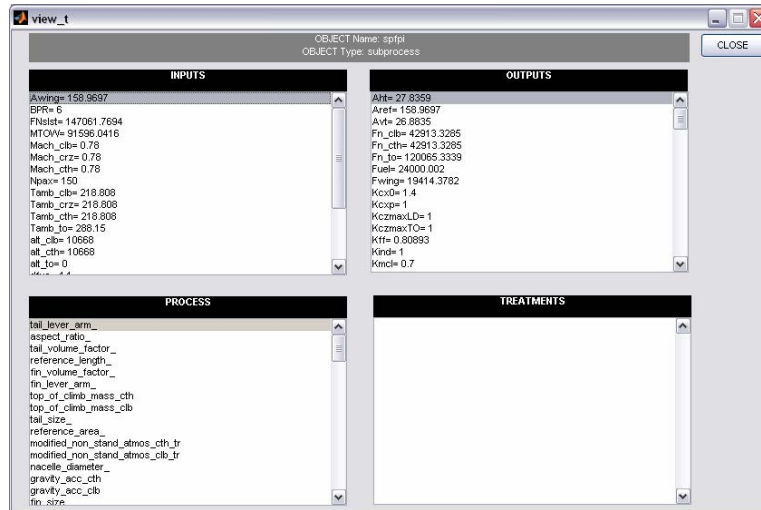 view_t
OBJECT Name: spfpi
OBJECT Type: subprocess
CLOSE
INPUTS
Awing= 158.9697
BPR= 6
FNslst= 147061.7694
MTOW= 91596.0416
Mach_clb= 0.78
Mach_crz= 0.78
Mach_cth= 0.78
Npax= 150
Tamb_clb= 218.808
Tamb_crz= 218.808
Tamb_cth= 218.808
Tamb_to= 288.15
alt_clb= 10668
alt_cth= 10668
alt_to= 0
OUTPUTS
Aht= 27.8359
Aref= 158.9697
Avt= 26.8835
Fn_clb= 42913.3285
Fn_cth= 42913.3285
Fn_to= 120065.3339
Fuel= 24000.002
Fwing= 19414.3782
Kcx0= 1.4
Kcxp= 1
KczmaxLD= 1
KczmaxTO= 1
Kff= 0.80893
Kind= 1
Kmcl= 0.7
PROCESS
tail_lever_arm_
aspect_ratio_
tail_volume_factor_
reference_length_
fin_volume_factor_
fin_lever_arm_
top_of_climb_mass_cth
top_of_climb_mass_clb
tail_size_
reference_area_
modified_non_stand_atmos_cth_tr
modified_non_stand_atmos_clb_tr
nacelle_diameter_
gravity_acc_cth
gravity_acc_clb
fin_size_
TREATMENTS